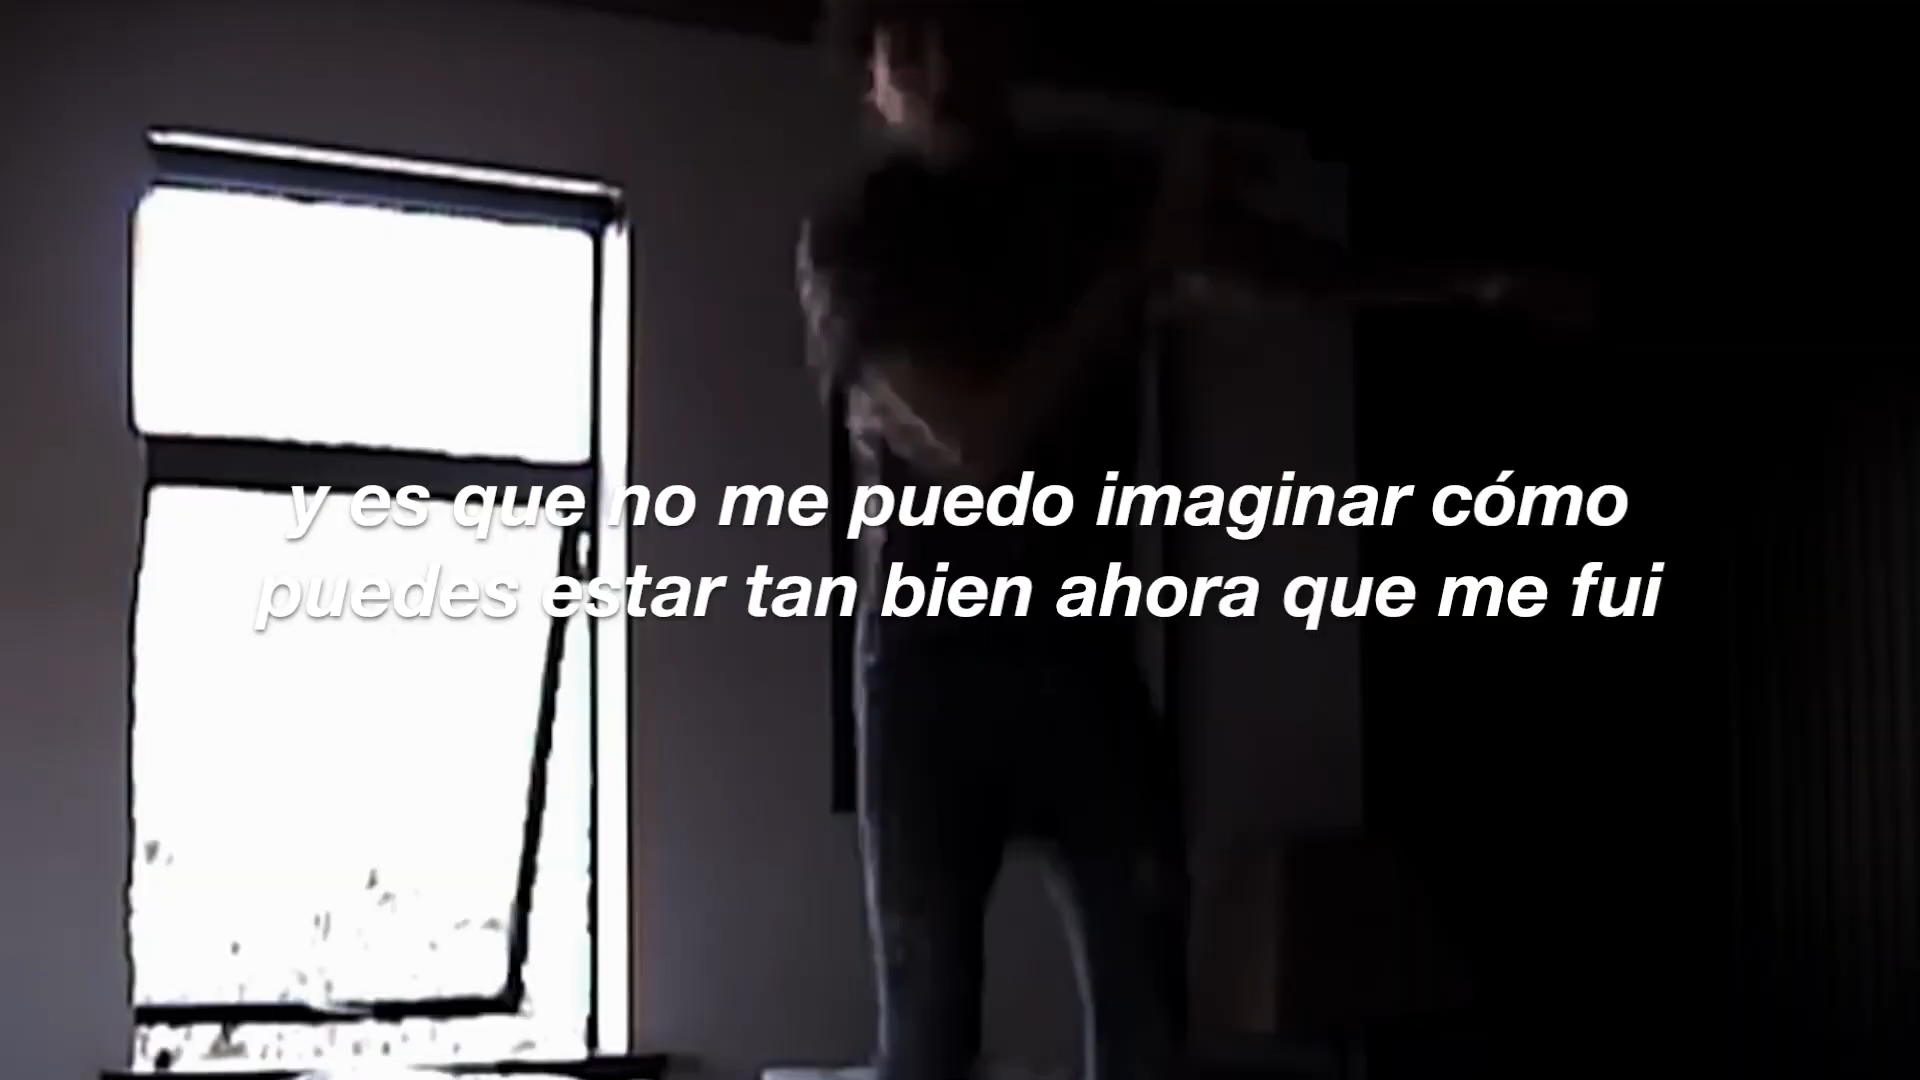 y es que no me puedo imaginar cómo
puedes estar tan bien ahora que me fui